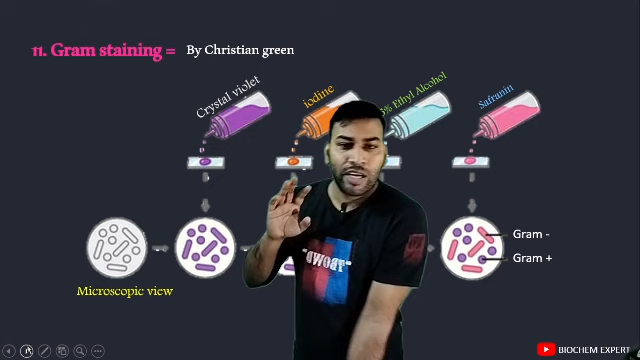 11. Gram staining = By Christian green
Crystal violet
iodine
% Ethyl Alcohol
Safranin
Gram -
Gram +
Microscopic view
BIOCHEM EXPERT